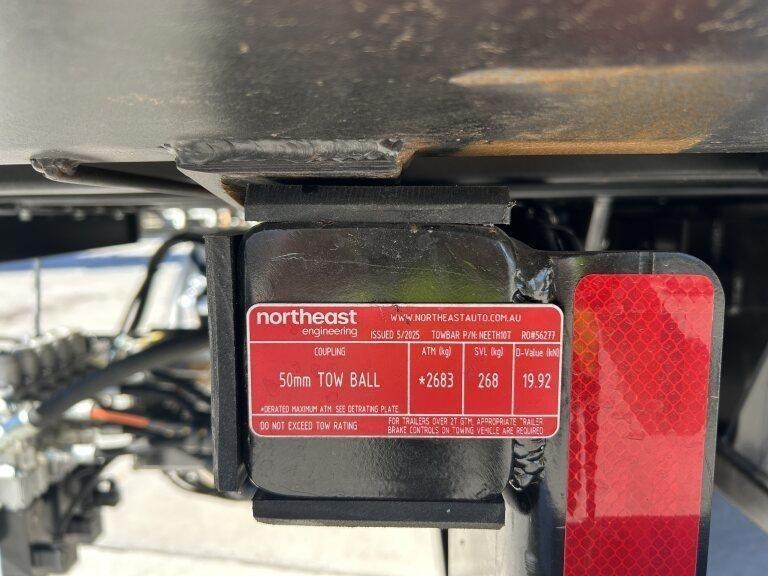 northeast
engineering
WWW.NORTHEASTAUTO.COM.AU
ISSUED 5/2025 TOWBAR P/N: NEETH10T RO#56277
COUPLING ATM (kg) SVL (kg) D-Value (kN)
50mm TOW BALL *2683 268 19.92
*DERATED MAXIMUM ATM. SEE DETRATING PLATE.
DO NOT EXCEED TOW RATING
FOR TRAILERS OVER 2T GTM, APPROPRIATE TRAILER
BRAKE CONTROLS ON TOWING VEHICLE ARE REQUIRED